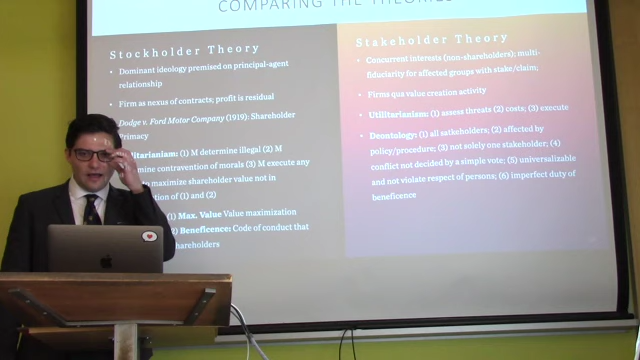 COMPARING THE THEORIES
Stockholder Theory
• Dominant ideology premised on principal-agent
relationship
• Firm as nexus of contracts; profit is residual
• Dodge v. Ford Motor Company (1919): Shareholder
Primacy
(1) M determine illegal (2) M
contravention of morals (3) M execute any
to maximize shareholder value not in
of (1) and (2)
(1) Max. Value Value maximization
Beneficence: Code of conduct that
shareholders
Stakeholder Theory
• Concurrent interests (non-shareholders); multi-
fiduciarity for affected groups with stake/claim;
• Firms qua value creation activity
• Utilitarianism: (1) assess threats (2) costs; (3) execute
• Deontology: (1) all satkeholders; (2) affected by
policy/procedure; (3) not solely one stakeholder; (4)
conflict not decided by a simple vote; (5) universalizable
and not violate respect of persons; (6) imperfect duty of
beneficence